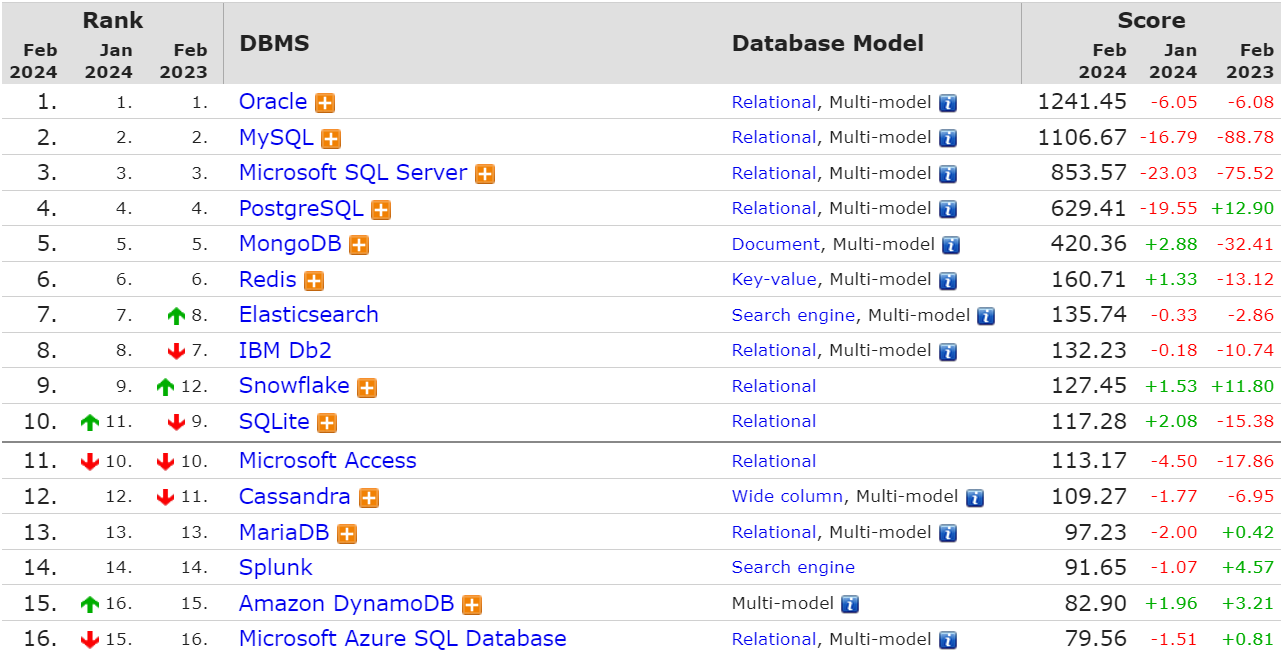 Rank DBMS Database Model Score
Feb 2024 Jan 2024 Feb 2023 Feb 2024 Jan 2024 Feb 2023
1. 1. 1. Oracle Relational, Multi-model 1241.45 -6.05 -6.08
2. 2. 2. MySQL Relational, Multi-model 1106.67 -16.79 -88.78
3. 3. 3. Microsoft SQL Server Relational, Multi-model 853.57 -23.03 -75.52
4. 4. 4. PostgreSQL Relational, Multi-model 629.41 -19.55 +12.90
5. 5. 5. MongoDB Document, Multi-model 420.36 +2.88 -32.41
6. 6. 6. Redis Key-value, Multi-model 160.71 +1.33 -13.12
7. 7. 8. Elasticsearch Search engine, Multi-model 135.74 -0.33 -2.86
8. 8. 7. IBM Db2 Relational, Multi-model 132.23 -0.18 -10.74
9. 9. 12. Snowflake Relational 127.45 +1.53 +11.80
10. 11. 9. SQLite Relational 117.28 +2.08 -15.38
11. 10. 10. Microsoft Access Relational 113.17 -4.50 -17.86
12. 12. 11. Cassandra Wide column, Multi-model 109.27 -1.77 -6.95
13. 13. 13. MariaDB Relational, Multi-model 97.23 -2.00 +0.42
14. 14. 14. Splunk Search engine 91.65 -1.07 +4.57
15. 16. 15. Amazon DynamoDB Multi-model 82.90 +1.96 +3.21
16. 15. 16. Microsoft Azure SQL Database Relational, Multi-model 79.56 -1.51 +0.81